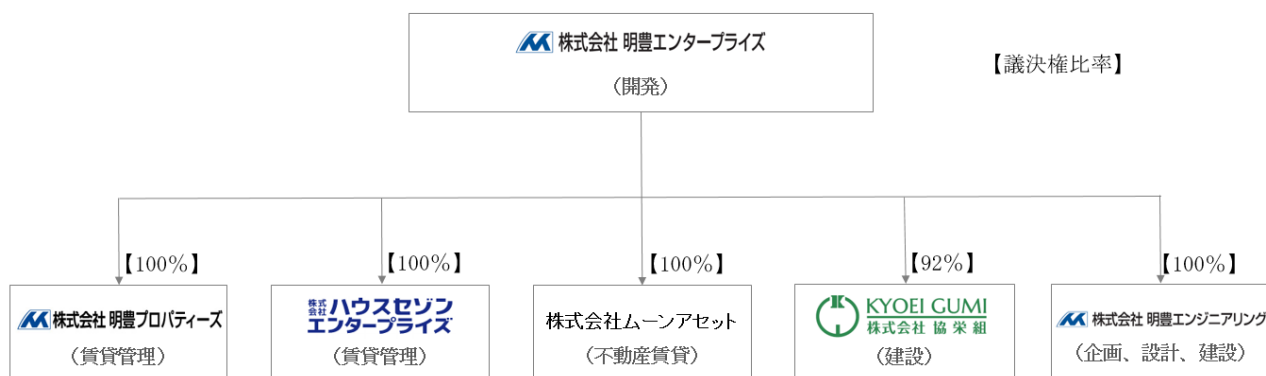 株式会社 明豊エンタープライズ
(開発)
【議決権比率】
【100%】
【100%】
【100%】
【92%】
【100%】
株式会社 明豊プロパティーズ
(賃貸管理)
株式会社 ハウスセゾン
エンタープライズ
(賃貸管理)
株式会社ムーンアセット
(不動産賃貸)
KYOEI GUMI
株式会社 協栄組
(建設)
株式会社 明豊エンジニアリング
(企画、設計、建設)